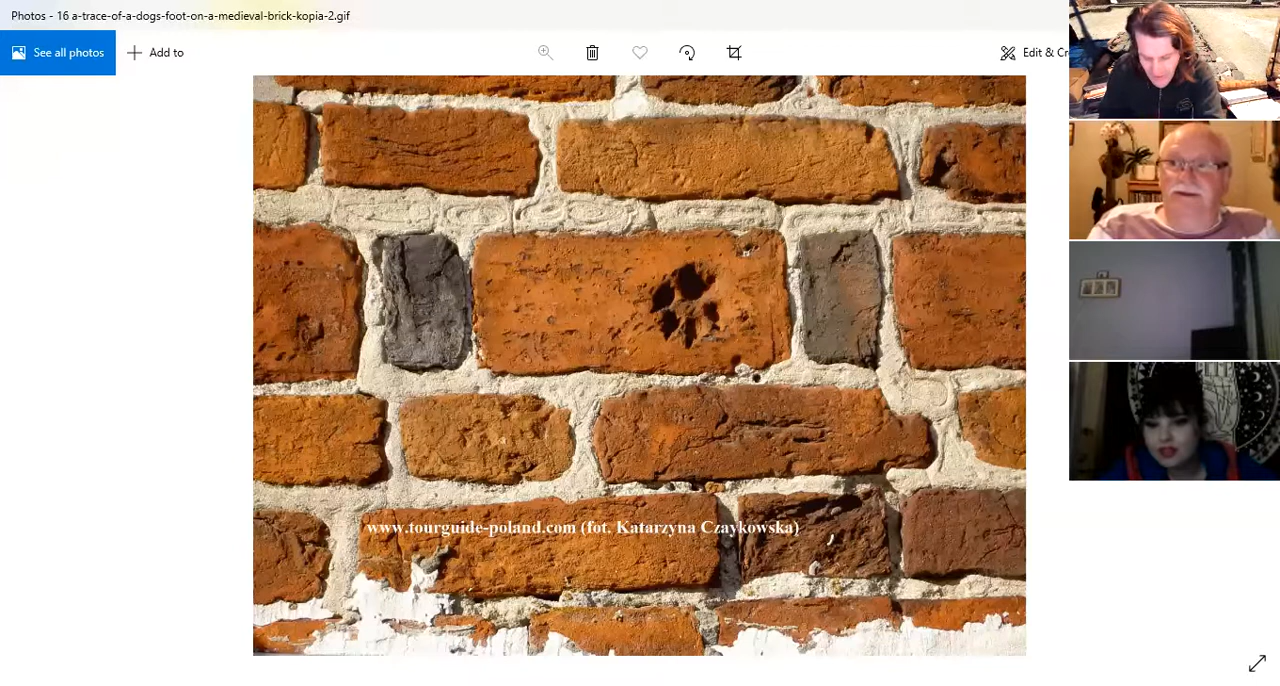 Photos - 16 a-trace-of-a-dogs-foot-on-a-medieval-brick-kopia-2.gif
See all photos
Add to
Edit & Cr
www.tourguide-poland.com (fot. Katarzyna Czaykowska)